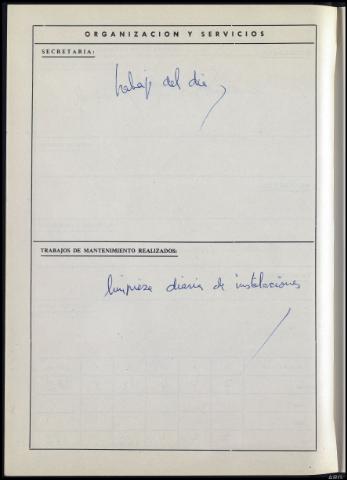 ORGANIZACION Y SERVICIOS
SECRETARIA:
trabajo del día
TRABAJOS DE MANTENIMIENTO REALIZADOS:
limpieza diaria de instalaciones